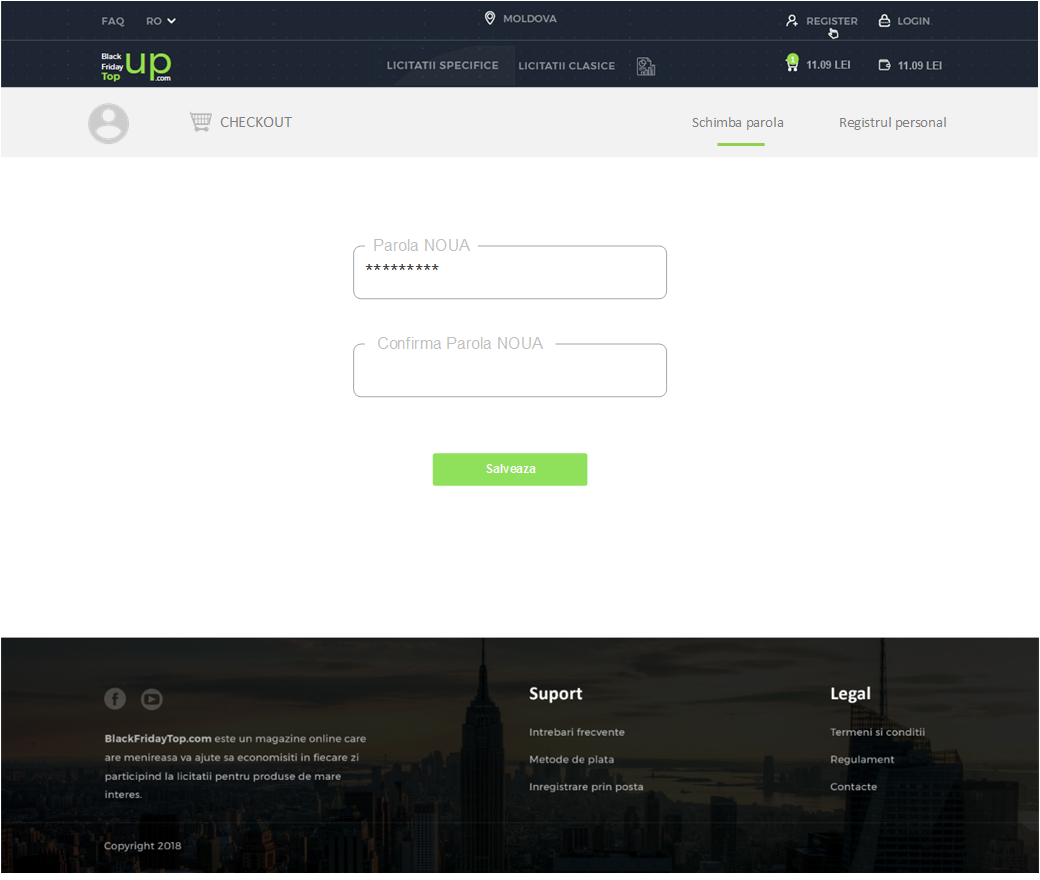 FAQ RO MOLDOVA REGISTER LOGIN
Black Friday Top up .com LICITATII SPECIFICE LICITATII CLASICE 1 11.09 LEI 11.09 LEI
CHECKOUT Schimba parola Registrul personal
Parola NOUA
*********
Confirma Parola NOUA
Salveaza
Suport Legal
BlackFridayTop.com este un magazine online care
are menireasa va ajute sa economisiti in fiecare zi
participind la licitatii pentru produse de mare
interes.
Intrebari frecvente
Metode de plata
Inregistrare prin posta
Termeni si conditii
Regulament
Contacte
Copyright 2018